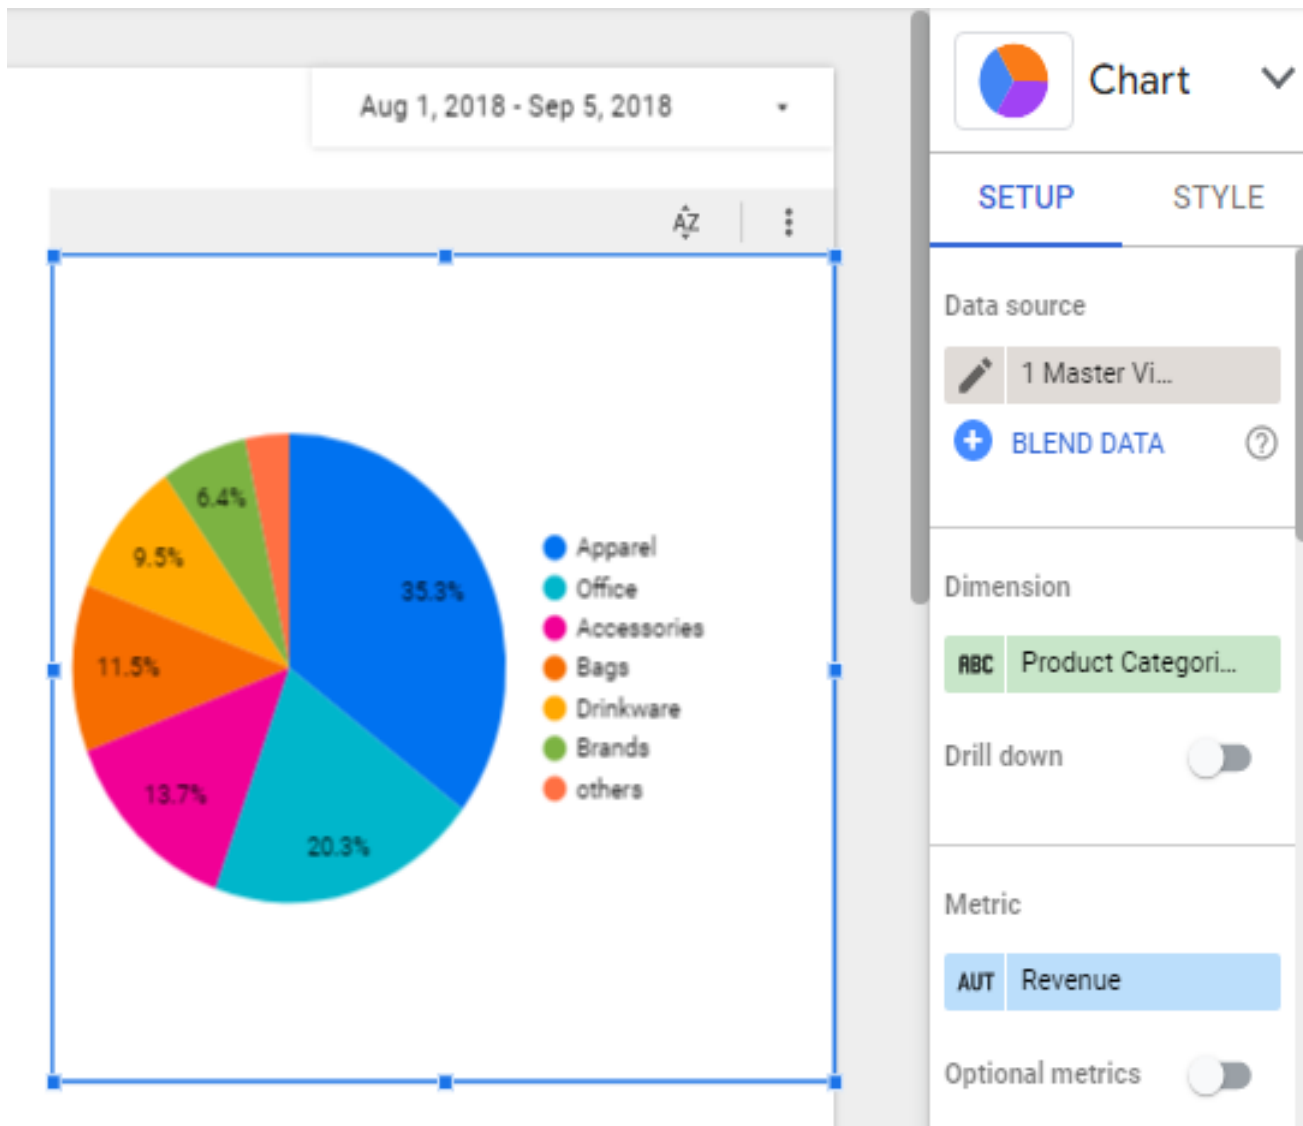 Aug 1, 2018 - Sep 5, 2018
AZ
6.4%
9.5%
35.3%
11.5%
13.7%
20.3%
Apparel
Office
Accessories
Bags
Drinkware
Brands
others
Chart
SETUP STYLE
Data source
1 Master Vi...
BLEND DATA
Dimension
ABC Product Categori...
Drill down
Metric
AUT Revenue
Optional metrics